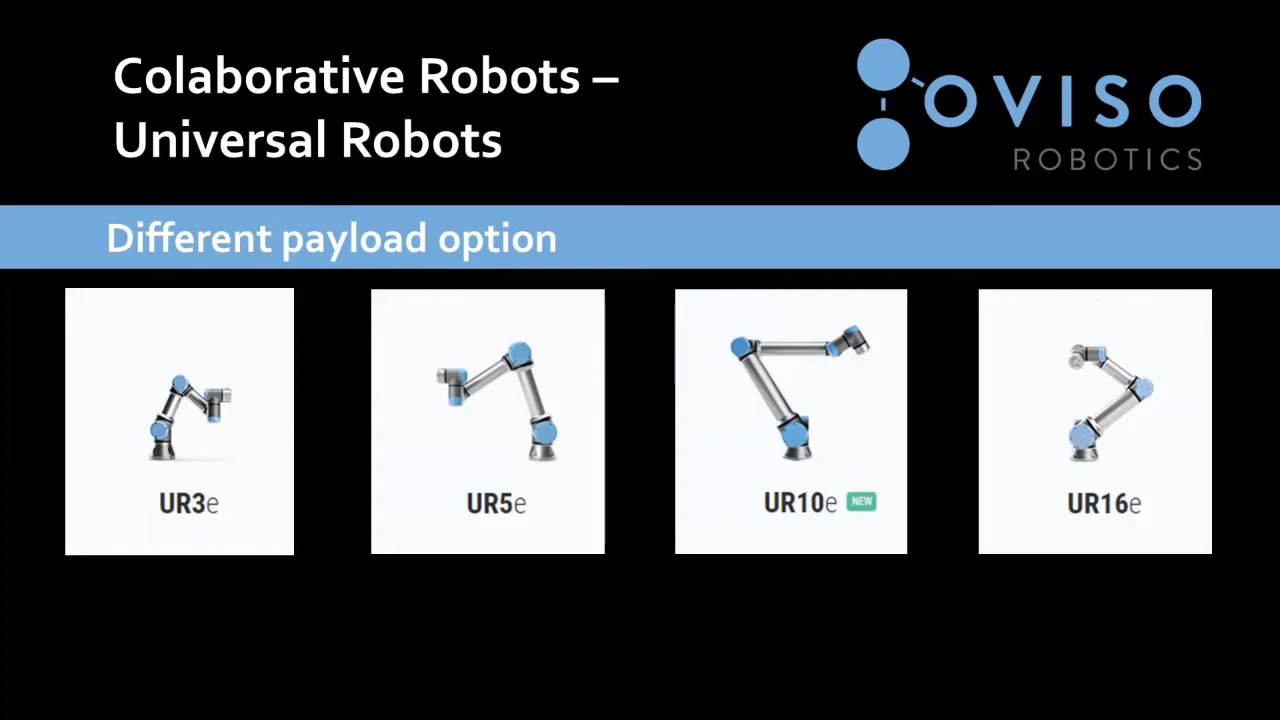 Colaborative Robots –
Universal Robots
OVISO
ROBOTICS
Different payload option
UR3e
UR5e
UR10e NEW
UR16e